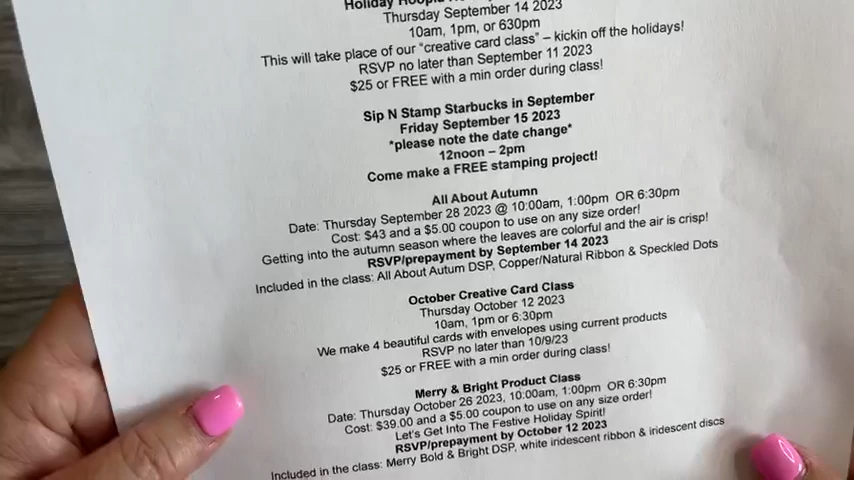 Holiday
Thursday September 14 2023
10am, 1pm, or 630pm
This will take place of our "creative card class" – kickin off the holidays!
RSVP no later than September 11 2023
$25 or FREE with a min order during class!
Sip N Stamp Starbucks in September
Friday September 15 2023
*please note the date change*
12noon – 2pm
Come make a FREE stamping project!
All About Autumn
Date: Thursday September 28 2023 @ 10:00am, 1:00pm OR 6:30pm
Cost: $43 and a $5.00 coupon to use on any size order!
Getting into the autumn season where the leaves are colorful and the air is crisp!
RSVP/prepayment by September 14 2023
Included in the class: All About Autum DSP, Copper/Natural Ribbon & Speckled Dots
October Creative Card Class
Thursday October 12 2023
10am, 1pm or 6:30pm
We make 4 beautiful cards with envelopes using current products
RSVP no later than 10/9/23
$25 or FREE with a min order during class!
Merry & Bright Product Class
Date: Thursday October 26 2023, 10:00am, 1:00pm OR 6:30pm
Cost: $39.00 and a $5.00 coupon to use on any size order!
Let's Get Into The Festive Holiday Spirit!
RSVP/prepayment by October 12 2023
Included in the class: Merry Bold & Bright DSP, white iridescent ribbon & iridescent discs